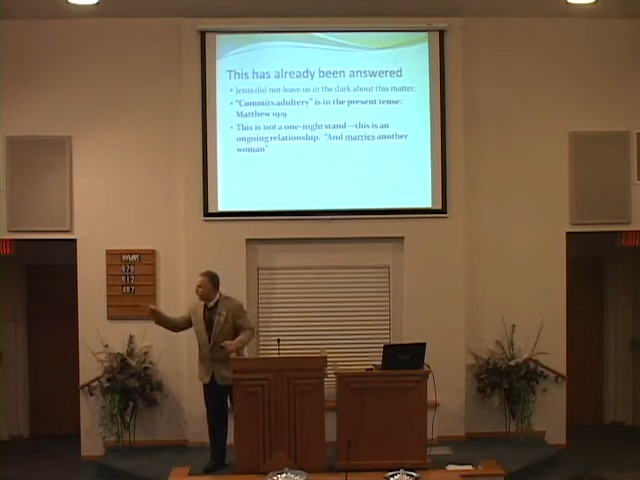 This has already been answered
• Jesus did not leave us in the dark about this matter.
• "Commits adultery" is in the present tense:
Matthew 19:9
• This is not a one-night stand—this is an
ongoing relationship. "And marries another
woman"
HYMNS
EXIT